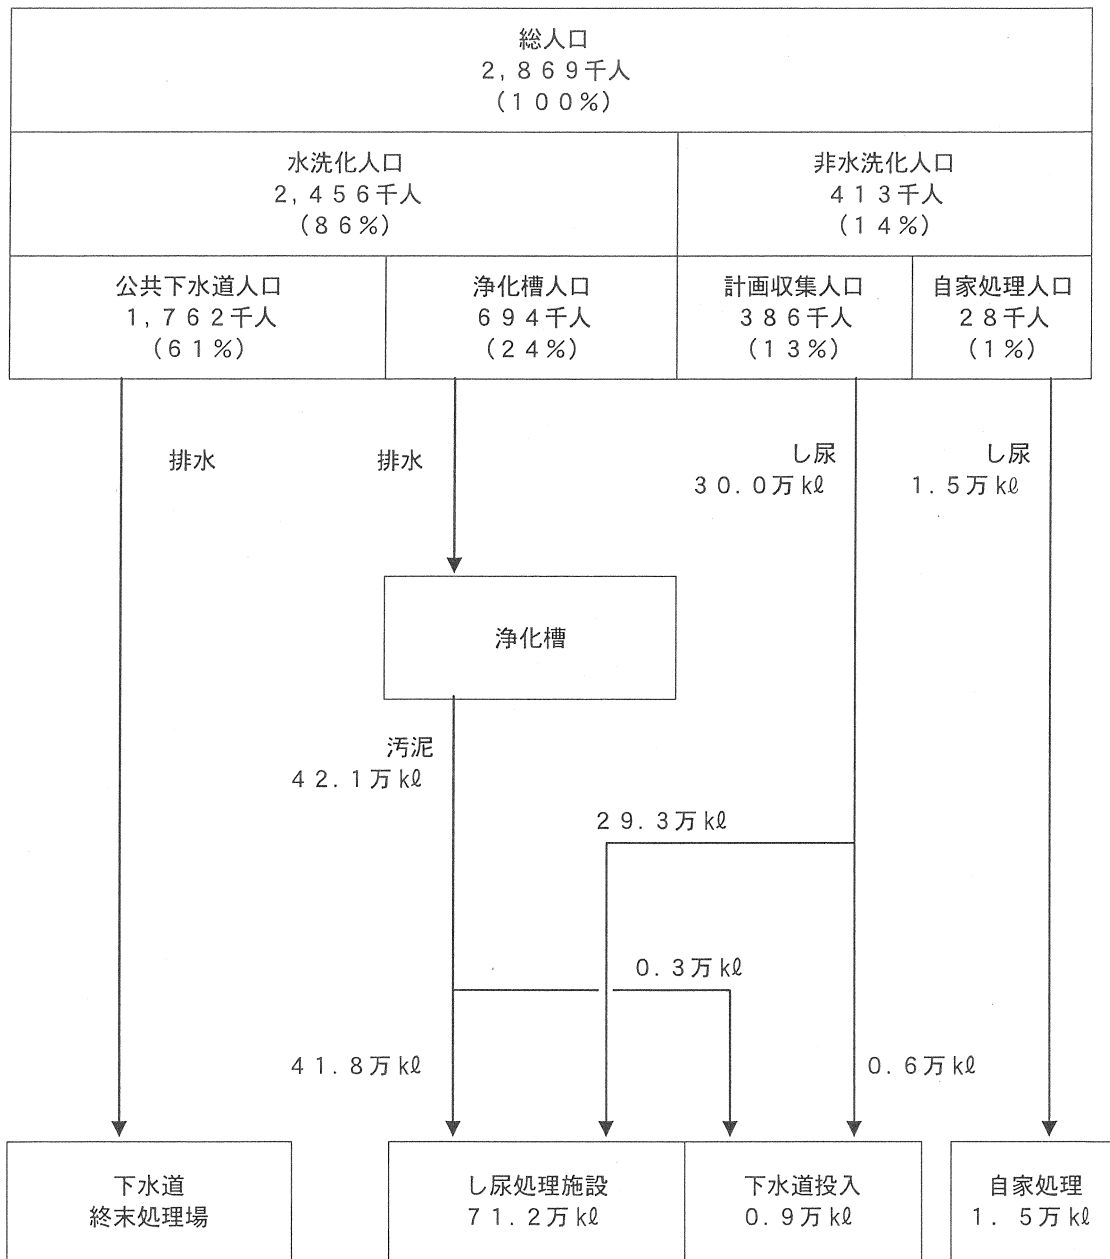 総人口
２，８６９千人
（１００％）
水洗化人口
２，４５６千人
（８６％）
非水洗化人口
４１３千人
（１４％）
公共下水道人口
１，７６２千人
（６１％）
浄化槽人口
６９４千人
（２４％）
計画収集人口
３８６千人
（１３％）
自家処理人口
２８千人
（１％）
排水
排水
し尿
３０．０万kℓ
し尿
１．５万kℓ
浄化槽
汚泥
４２．１万kℓ
２９．３万kℓ
０．３万kℓ
４１．８万kℓ
０．６万kℓ
下水道
終末処理場
し尿処理施設
７１．２万kℓ
下水道投入
０．９万kℓ
自家処理
１．５万kℓ